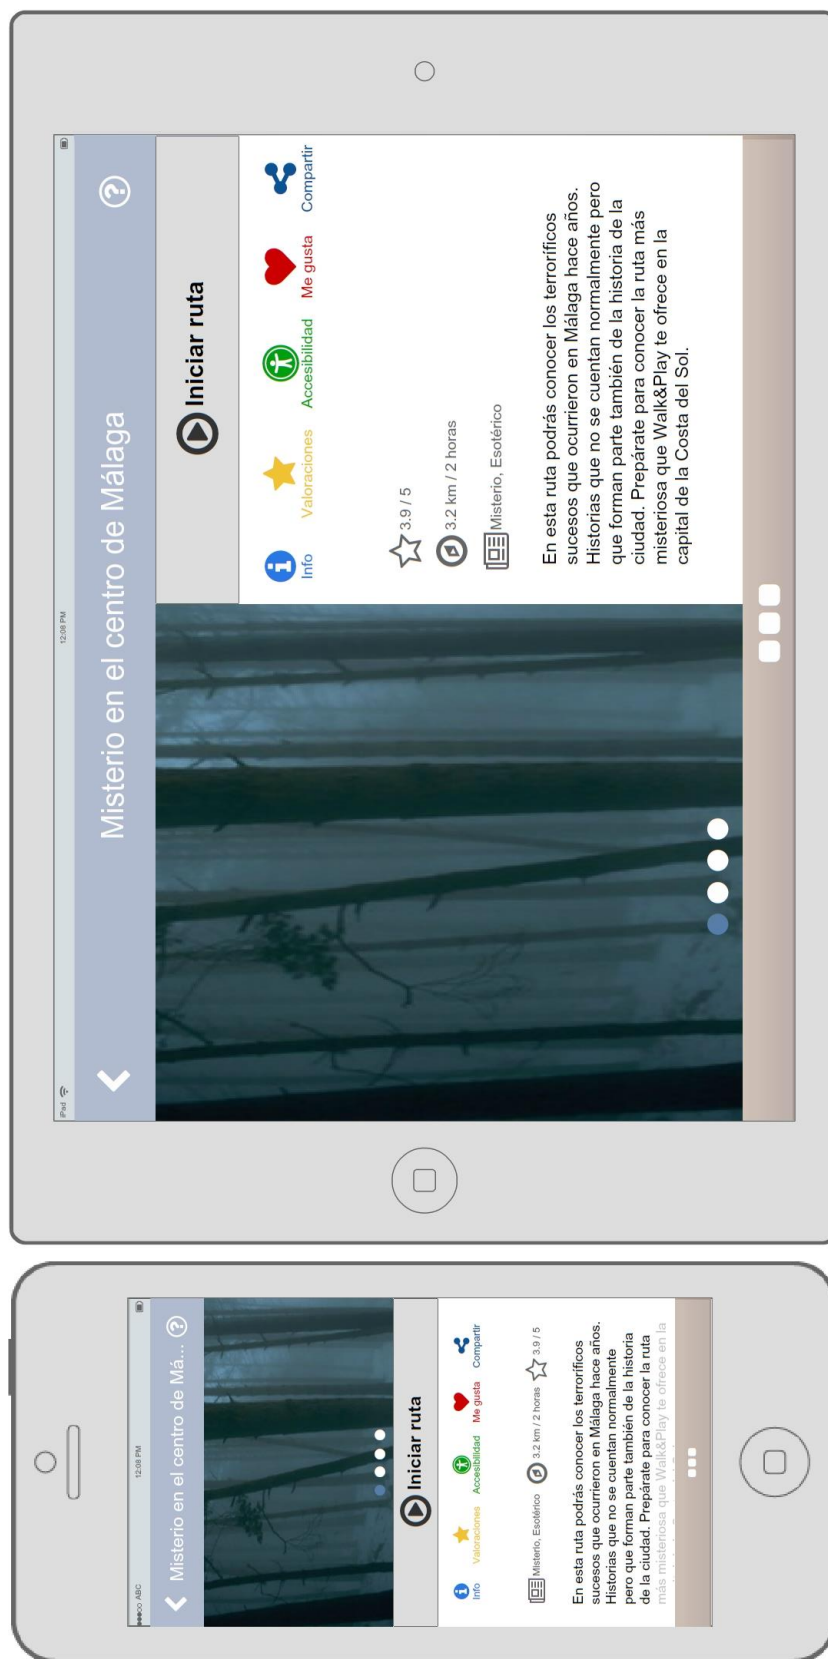 ABC 12:08 PM
Misterio en el centro de Má... ?
Iniciar ruta
Info Valoraciones Accesibilidad Me gusta Compartir
Misterio, Esotérico 3.2 km / 2 horas 3.9 / 5
En esta ruta podrás conocer los terroríficos
sucesos que ocurrieron en Málaga hace años.
Historias que no se cuentan normalmente
pero que forman parte también de la historia
de la ciudad. Prepárate para conocer la ruta
más misteriosa que Walk&Play te ofrece en la
iPad 12:08 PM
Misterio en el centro de Málaga ?
Iniciar ruta
Info Valoraciones Accesibilidad Me gusta Compartir
3.9 / 5
3.2 km / 2 horas
Misterio, Esotérico
En esta ruta podrás conocer los terroríficos
sucesos que ocurrieron en Málaga hace años.
Historias que no se cuentan normalmente pero
que forman parte también de la historia de la
ciudad. Prepárate para conocer la ruta más
misteriosa que Walk&Play te ofrece en la
capital de la Costa del Sol.